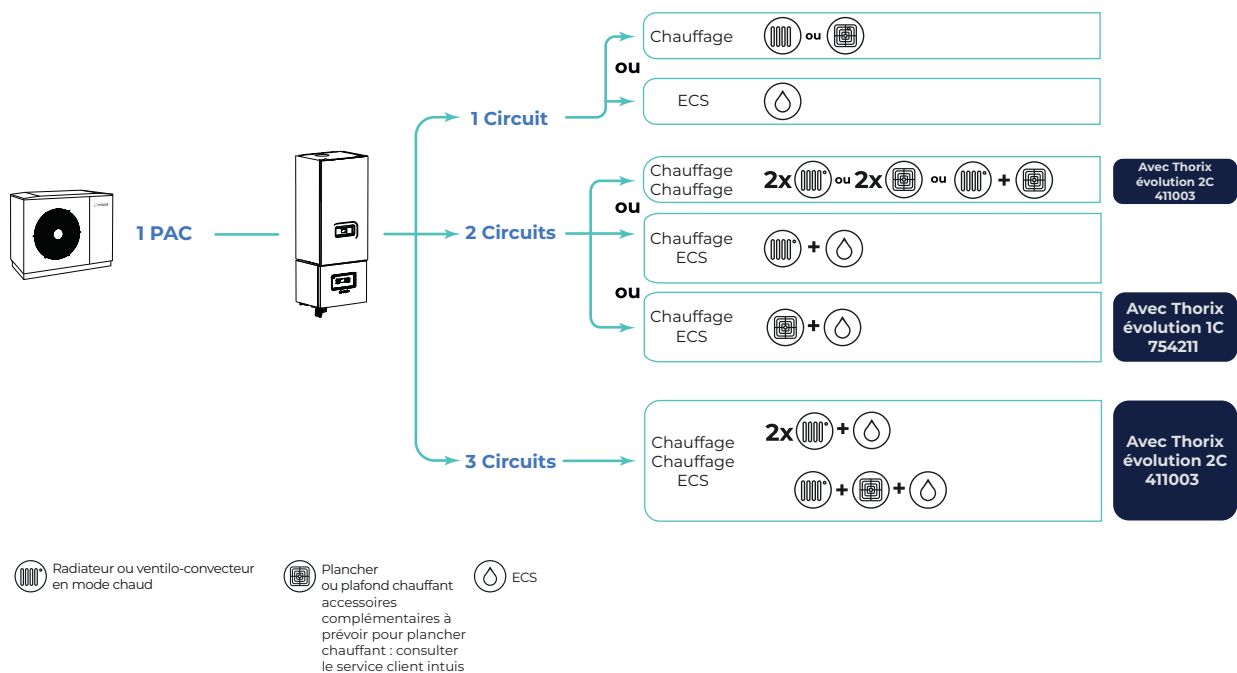 Chauffage
ou
ou
ECS
1 Circuit
Chauffage
Chauffage
2x
ou
2x
ou
+
Avec Thorix
évolution 2C
411003
ou
1 PAC
2 Circuits
Chauffage
ECS
+
ou
Chauffage
ECS
+
Avec Thorix
évolution 1C
754211
3 Circuits
Chauffage
Chauffage
ECS
2x
+
+
+
Avec Thorix
évolution 2C
411003
Radiateur ou ventilo-convecteur
en mode chaud
Plancher
ou plafond chauffant
accessoires
complémentaires à
prévoir pour plancher
chauffant : consulter
le service client intuis
ECS